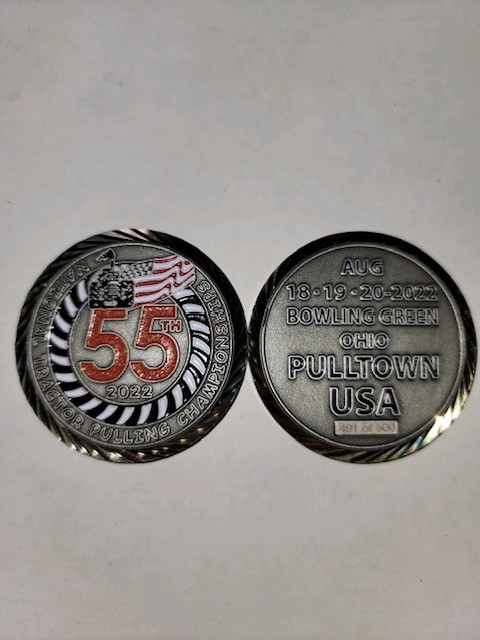 NATIONAL TRACTOR PULLING CHAMPIONSHIPS
55TH
2022
AUG
18•19•20-2022
BOWLING GREEN
OHIO
PULLTOWN
USA
491 of 500